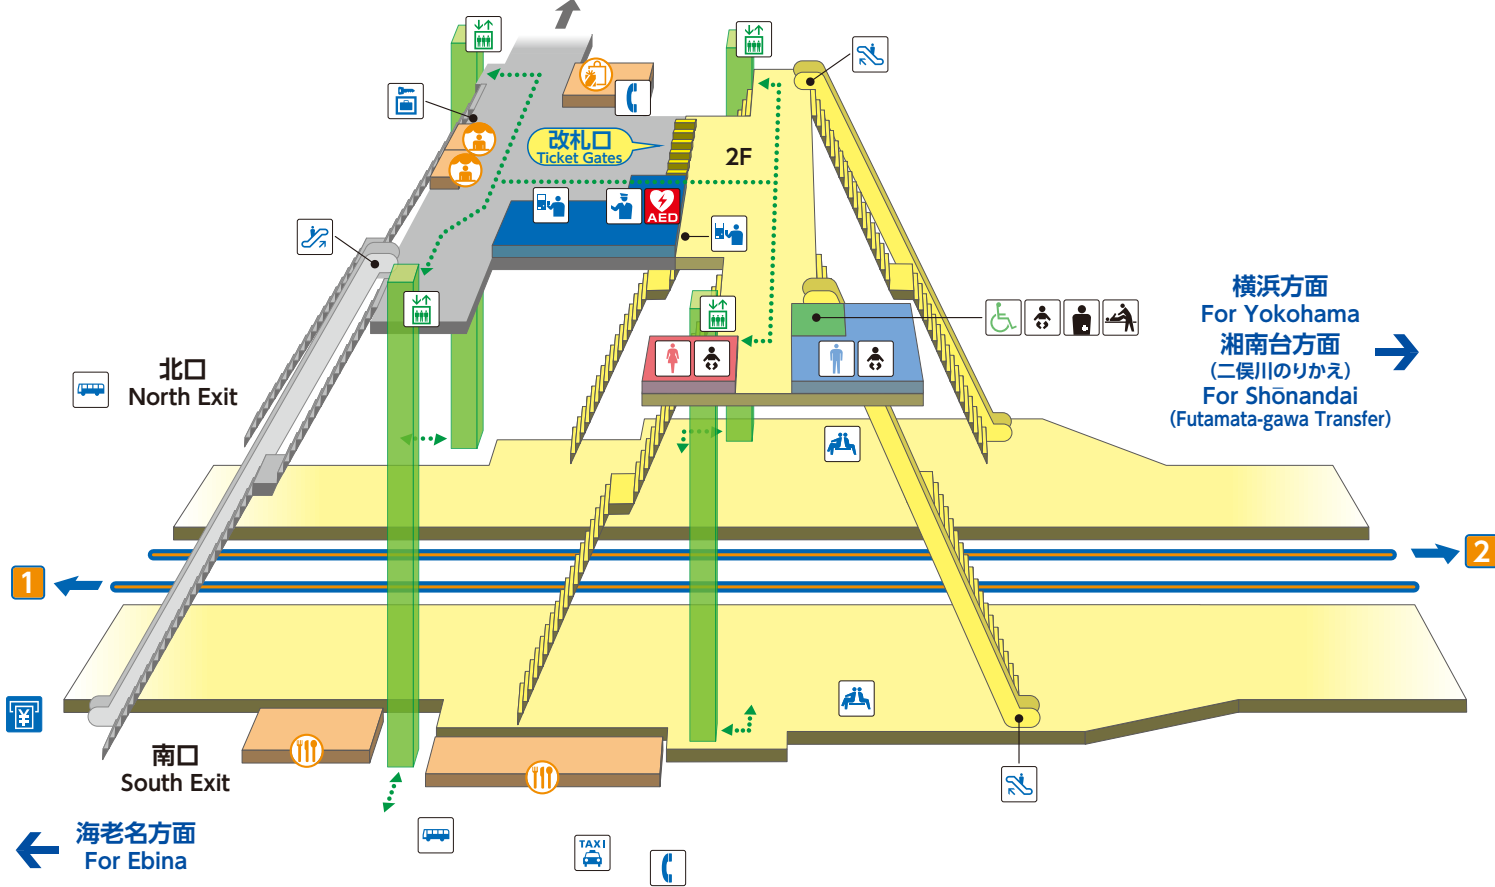 改札口
Ticket Gates
2F
AED
横浜方面
For Yokohama
湘南台方面
(二俣川のりかえ)
For Shōnandai
(Futamata-gawa Transfer)
北口
North Exit
1
2
¥
南口
South Exit
海老名方面
For Ebina
TAXI